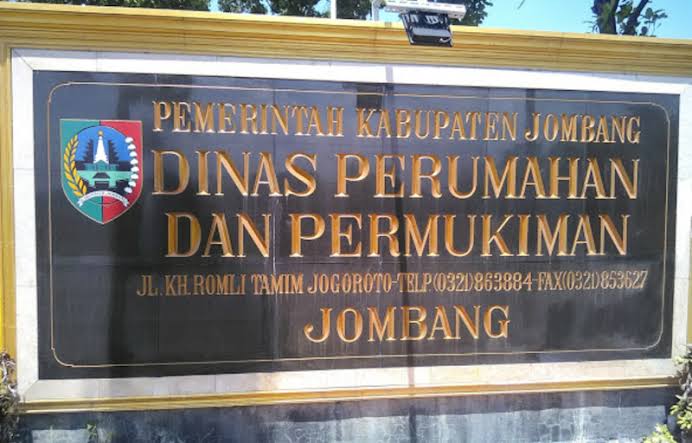 PEMERINTAH KABUPATEN JOMBANG
DINAS PERUMAHAN
DAN PERMUKIMAN
JL. KH. ROMLI TAMIM JOGOROTO-TELP(0321)863884-FAX(0321)853627
JOMBANG